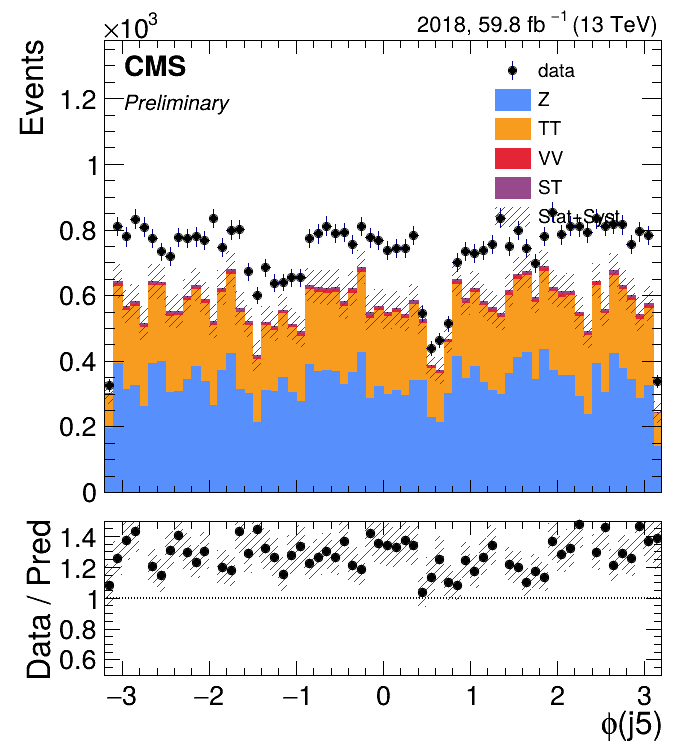 ×10³
2018, 59.8 fb⁻¹ (13 TeV)
Events
CMS
Preliminary
data
Z
TT
VV
ST
Stat+Syst
1.2
1
0.8
0.6
0.4
0.2
0
Data / Pred
1.4
1.2
1
0.8
0.6
−3 −2 −1 0 1 2 3
ϕ(j5)